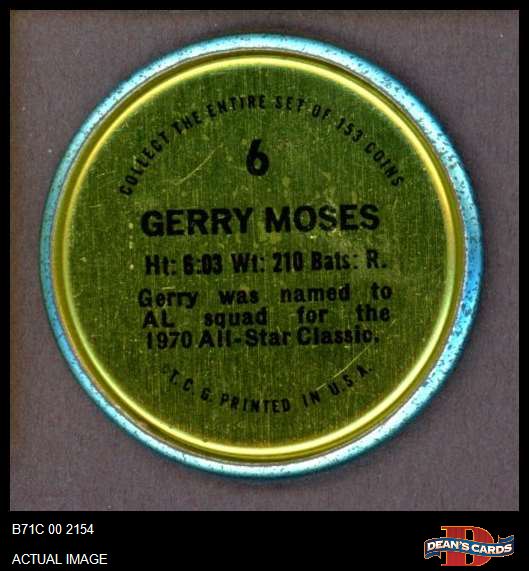 COLLECT THE ENTIRE SET OF 153 COINS
6
GERRY MOSES
Ht: 6:03 Wt: 210 Bats: R.
Gerry was named to
AL squad for the
1970 All-Star Classic.
©T.C.G. PRINTED IN U.S.A.
B71C 00 2154
ACTUAL IMAGE
D
DEAN'S CARDS